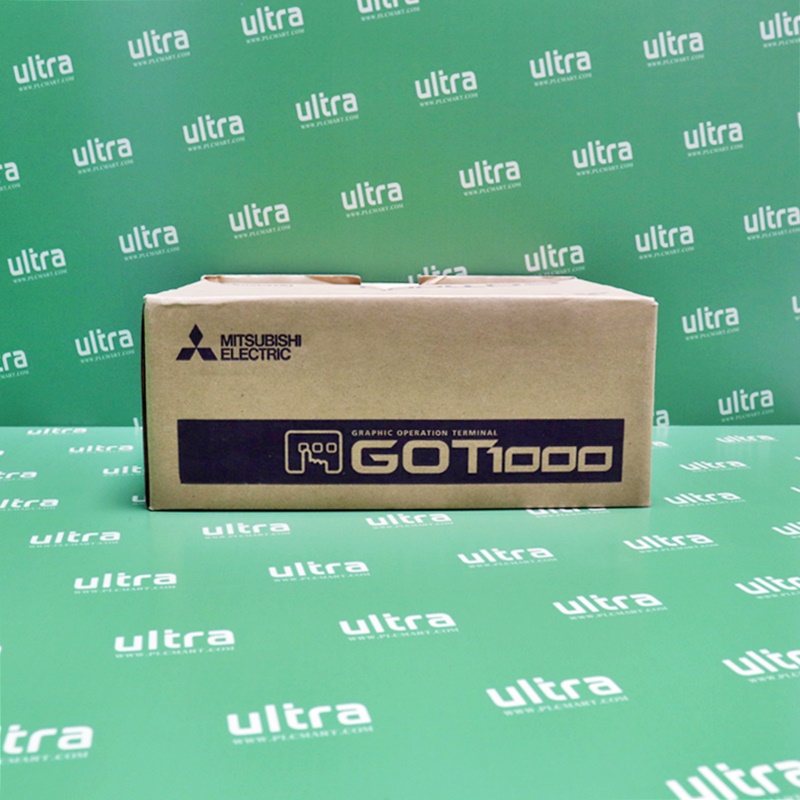 ultra
WWW.PLCMART.COM
MITSUBISHI
ELECTRIC
GRAPHIC OPERATION TERMINAL
GOT1000